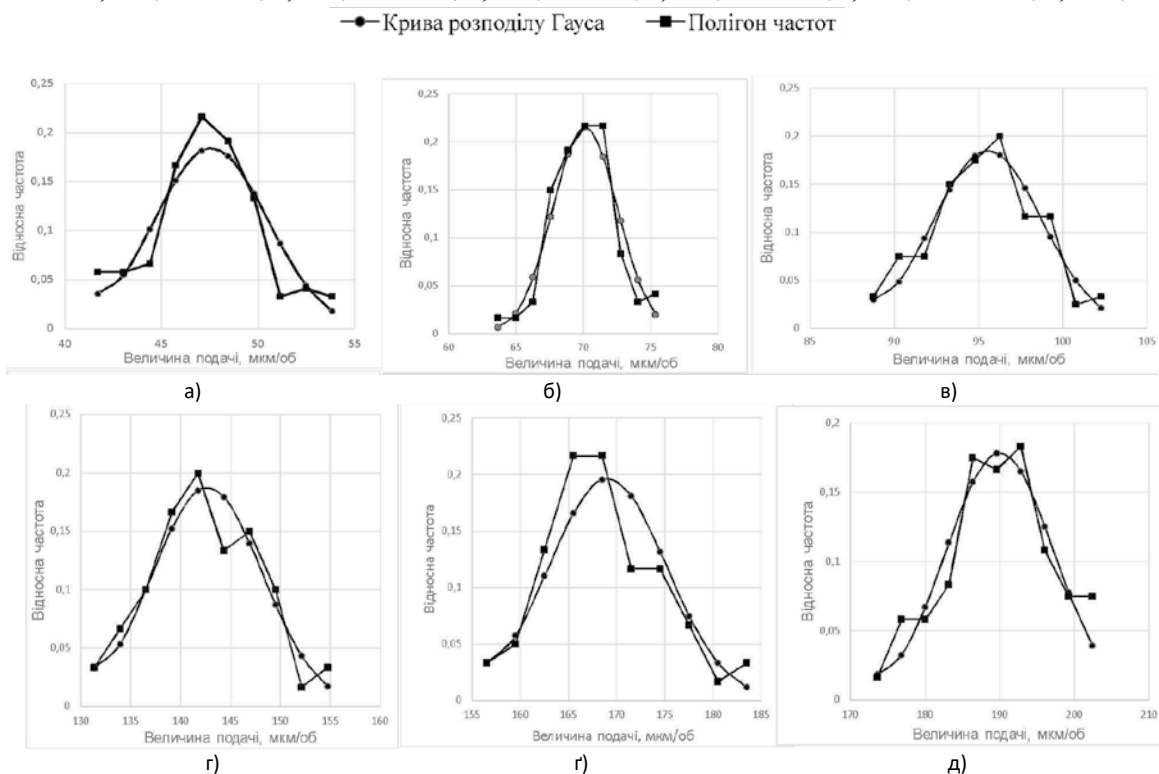 Крива розподілу Гауса Полігон частот
0,25
0,2
0,15
0,1
0,05
0
40 45 50 55
Відносна частота
Величина подачі, мкм/об
а)
0,25
0,2
0,15
0,1
0,05
0
60 65 70 75 80
Відносна частота
Величина подачі, мкм/об
б)
0,25
0,2
0,15
0,1
0,05
0
85 90 95 100 105
Відносна частота
Величина подачі, мкм/об
в)
0,25
0,2
0,15
0,1
0,05
0
130 135 140 145 150 155 160
Відносна частота
Величина подачі, мкм/об
г)
0,25
0,2
0,15
0,1
0,05
0
155 160 165 170 175 180 185
Відносна частота
Величина подачі, мкм/об
ґ)
0,2
0,15
0,1
0,05
0
170 180 190 200 210
Відносна частота
Величина подачі, мкм/об
д)